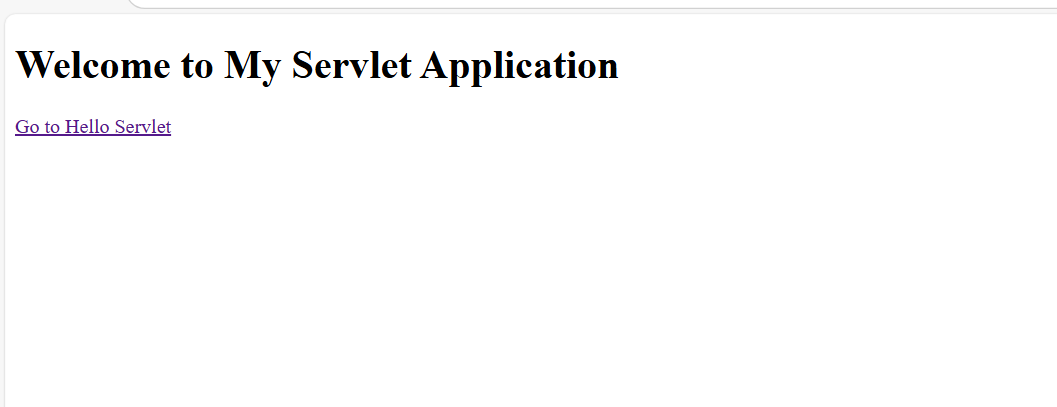 Welcome to My Servlet Application
Go to Hello Servlet